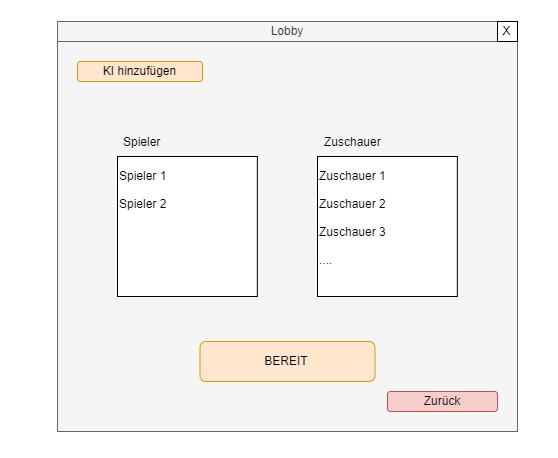 Lobby
X
KI hinzufügen
Spieler
Spieler 1
Spieler 2
Zuschauer
Zuschauer 1
Zuschauer 2
Zuschauer 3
....
BEREIT
Zurück